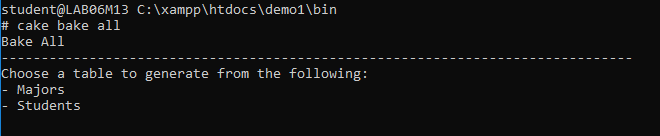 student@LAB06M13 C:\xampp\htdocs\demo1\bin
# cake bake all
Bake All
-------------------------------------------------------------------------------
Choose a table to generate from the following:
- Majors
- Students